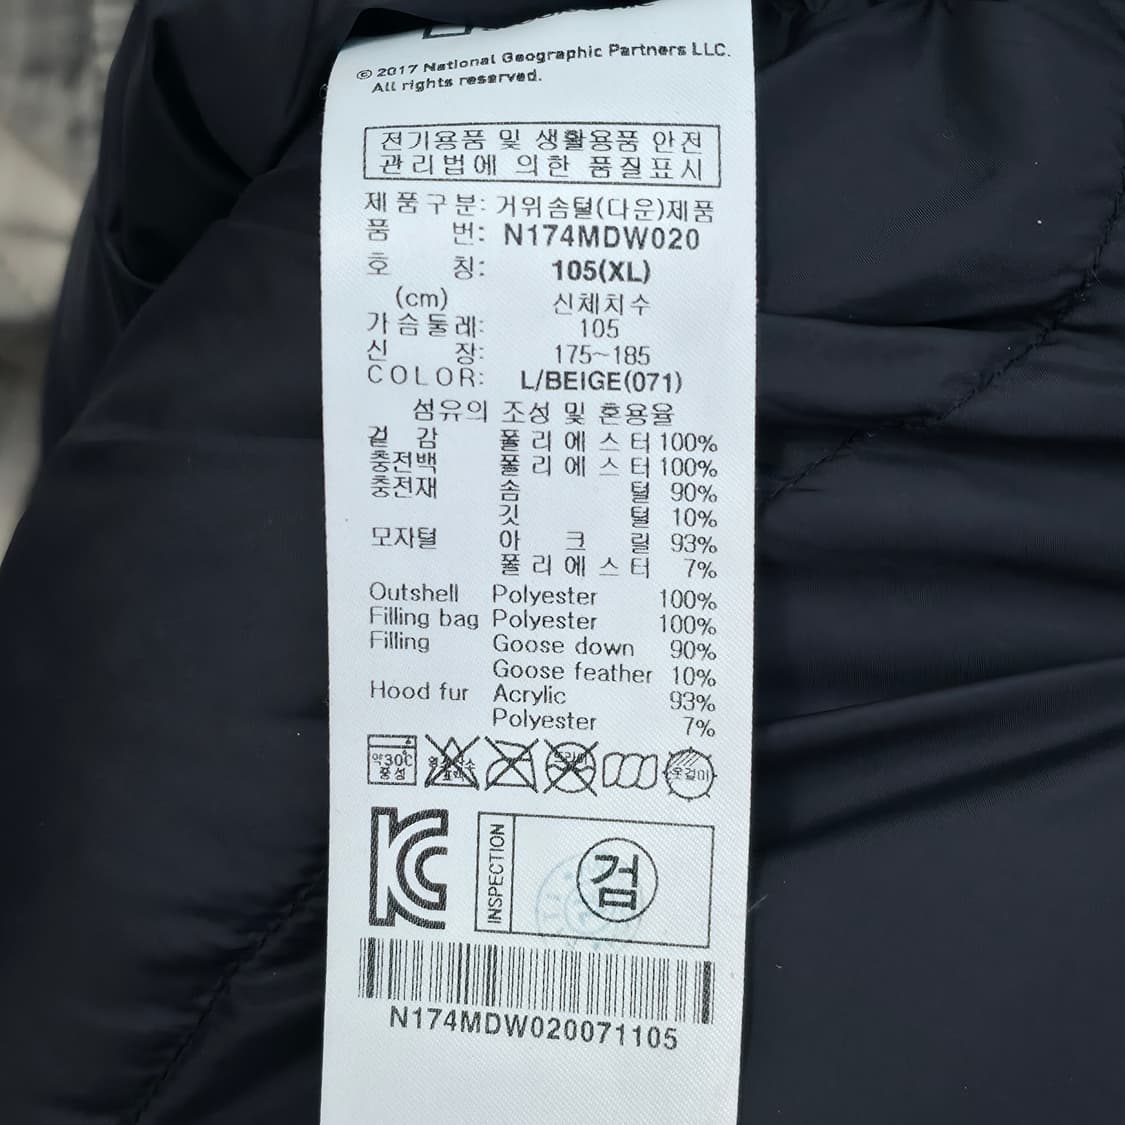 © 2017 National Geographic Partners LLC.
All rights reserved.
전기용품 및 생활용품 안전
관리법에 의한 품질표시
제품구분: 거위솜털(다운)제품
품 번: N174MDW020
호 칭: 105(XL)
(cm) 신체치수
가슴둘레: 105
신 장: 175~185
COLOR: L/BEIGE(071)
섬유의 조성 및 혼용율
겉 감 폴리에스터 100%
충전백 폴리에스터 100%
충전재 솜 털 90%
깃 털 10%
모자털 아 크 릴 93%
폴리에스터 7%
Outshell Polyester 100%
Filling bag Polyester 100%
Filling Goose down 90%
Goose feather 10%
Hood fur Acrylic 93%
Polyester 7%
약30℃ 중성 옷걸이
KC INSPECTION 검
N174MDW020071105